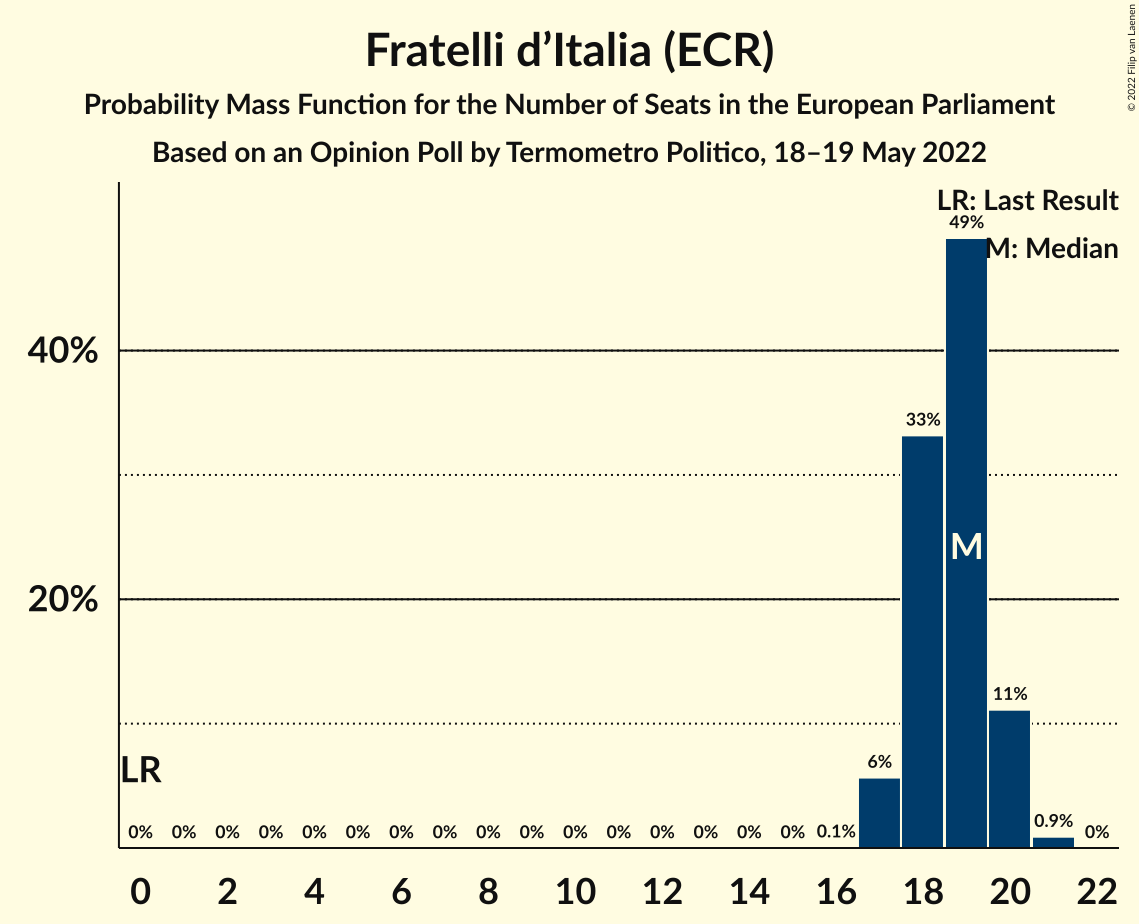 Fratelli d’Italia (ECR)
Probability Mass Function for the Number of Seats in the European Parliament
Based on an Opinion Poll by Termometro Politico, 18–19 May 2022
© 2022 Filip van Laenen
LR: Last Result
M: Median
49%
40%
33%
M
20%
11%
LR
6%
0% 0% 0% 0% 0% 0% 0% 0% 0% 0% 0% 0% 0% 0% 0% 0% 0.1% 0.9% 0%
0 2 4 6 8 10 12 14 16 18 20 22